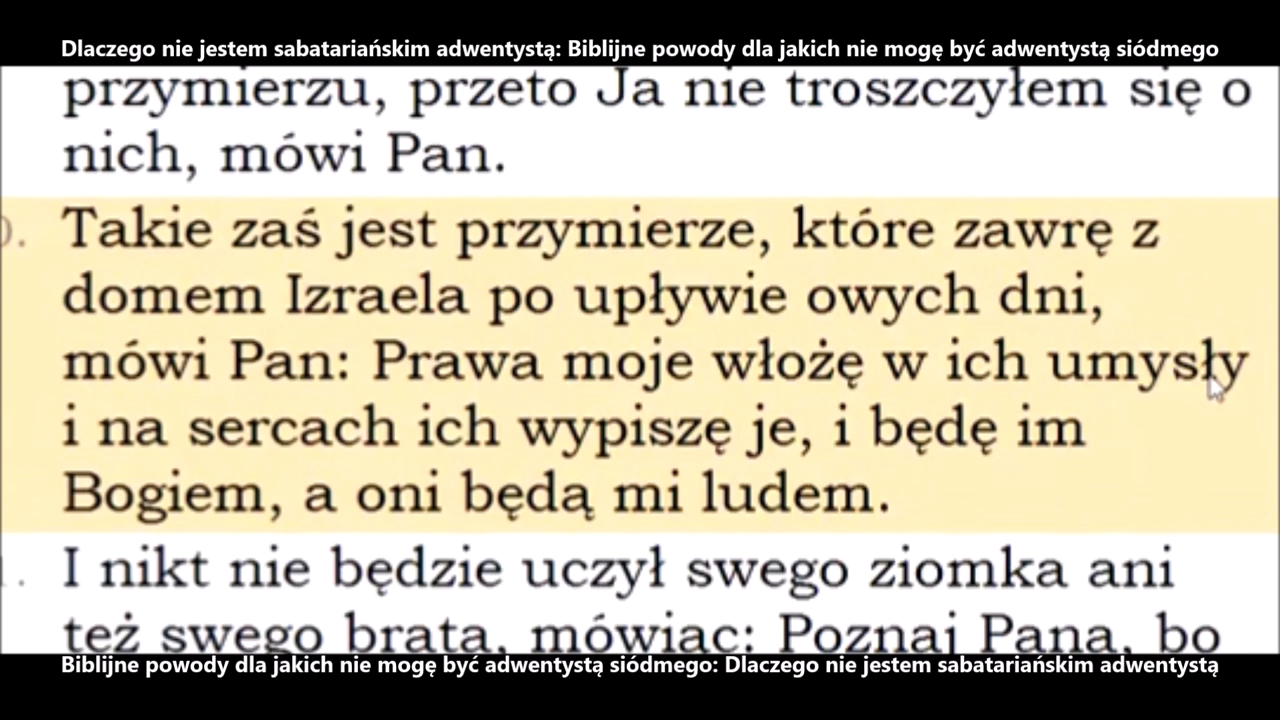 Dlaczego nie jestem sabatariańskim adwentystą: Biblijne powody dla jakich nie mogę być adwentystą siódmego
przymierzu, przeto Ja nie troszczyłem się o
nich, mówi Pan.
Takie zaś jest przymierze, które zawrę z
domem Izraela po upływie owych dni,
mówi Pan: Prawa moje włożę w ich umysły
i na sercach ich wypiszę je, i będę im
Bogiem, a oni będą mi ludem.
I nikt nie będzie uczył swego ziomka ani
też swego brata, mówiąc: Poznaj Pana, bo
Biblijne powody dla jakich nie mogę być adwentystą siódmego: Dlaczego nie jestem sabatariańskim adwentystą